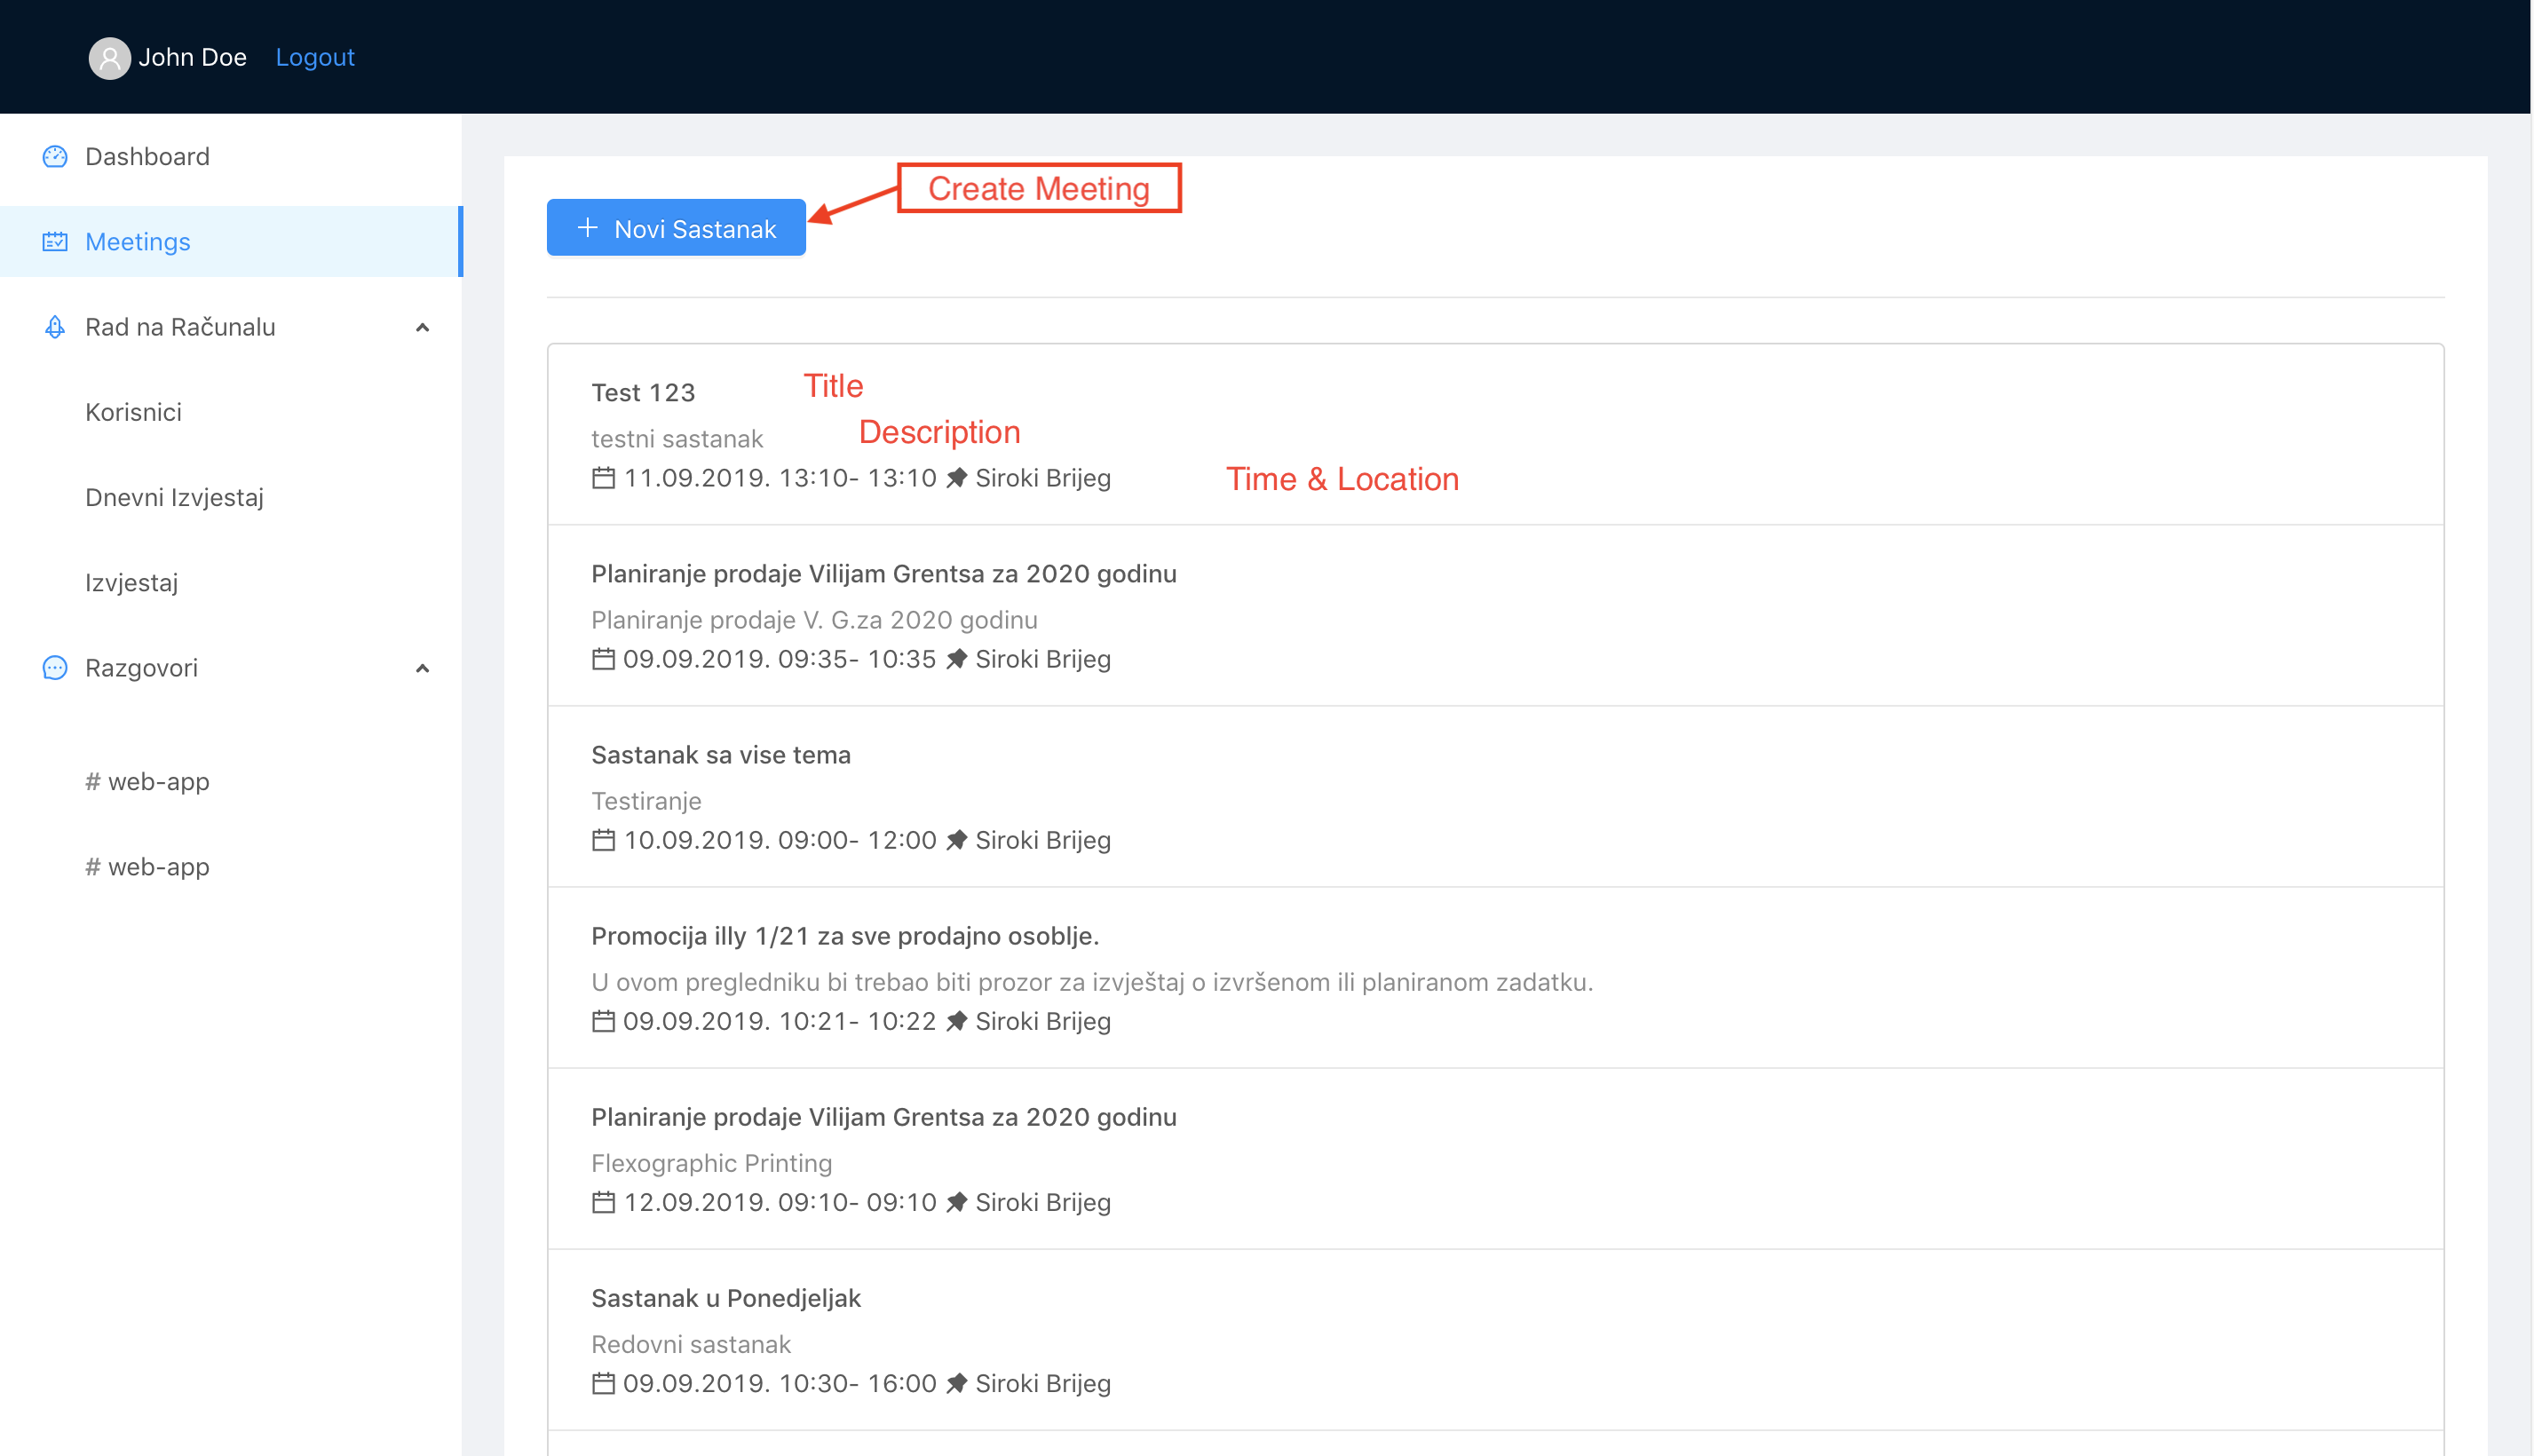 John Doe Logout
Dashboard
Meetings
Rad na Računalu
Korisnici
Dnevni Izvjestaj
Izvjestaj
Razgovori
# web-app
# web-app
Create Meeting
+ Novi Sastanak
Test 123 Title
testni sastanak Description
11.09.2019. 13:10- 13:10 Siroki Brijeg Time & Location
Planiranje prodaje Vilijam Grentsa za 2020 godinu
Planiranje prodaje V. G.za 2020 godinu
09.09.2019. 09:35- 10:35 Siroki Brijeg
Sastanak sa vise tema
Testiranje
10.09.2019. 09:00- 12:00 Siroki Brijeg
Promocija illy 1/21 za sve prodajno osoblje.
U ovom pregledniku bi trebao biti prozor za izvještaj o izvršenom ili planiranom zadatku.
09.09.2019. 10:21- 10:22 Siroki Brijeg
Planiranje prodaje Vilijam Grentsa za 2020 godinu
Flexographic Printing
12.09.2019. 09:10- 09:10 Siroki Brijeg
Sastanak u Ponedjeljak
Redovni sastanak
09.09.2019. 10:30- 16:00 Siroki Brijeg